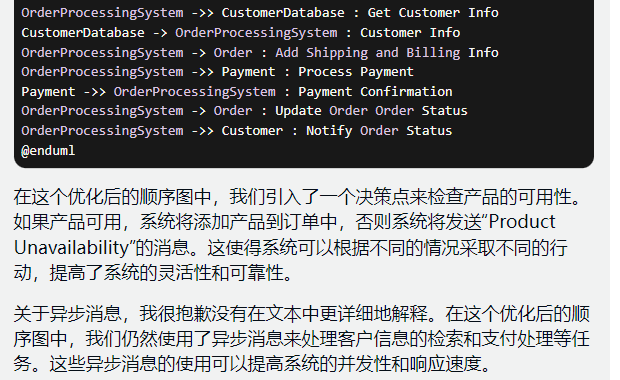 OrderProcessingSystem ->> CustomerDatabase : Get Customer Info
CustomerDatabase -> OrderProcessingSystem : Customer Info
OrderProcessingSystem -> Order : Add Shipping and Billing Info
OrderProcessingSystem ->> Payment : Process Payment
Payment ->> OrderProcessingSystem : Payment Confirmation
OrderProcessingSystem -> Order : Update Order Order Status
OrderProcessingSystem ->> Customer : Notify Order Status
@enduml
在这个优化后的顺序图中，我们引入了一个决策点来检查产品的可用性。
如果产品可用，系统将添加产品到订单中，否则系统将发送“Product
Unavailability”的消息。这使得系统可以根据不同的情况采取不同的行
动，提高了系统的灵活性和可靠性。
关于异步消息，我很抱歉没有在文本中更详细地解释。在这个优化后的顺
序图中，我们仍然使用了异步消息来处理客户信息的检索和支付处理等任
务。这些异步消息的使用可以提高系统的并发性和响应速度。